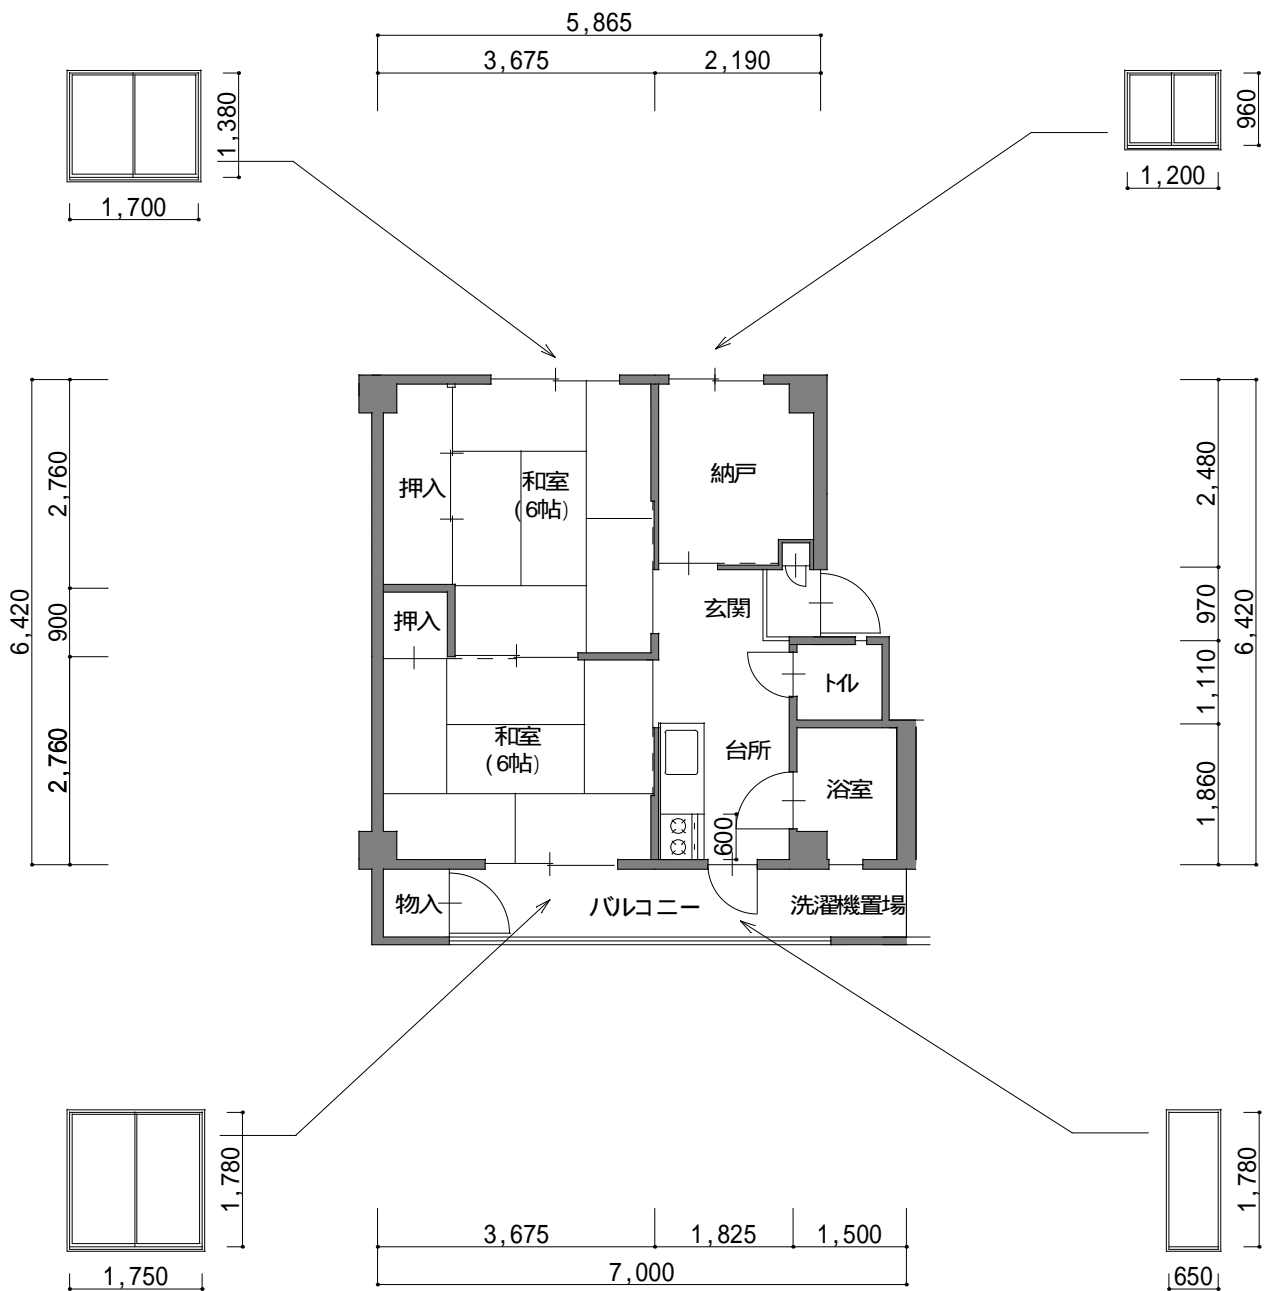 5,865
3,675
2,190
1,380
1,700
960
1,200
2,760
900
2,760
6,420
2,480
970
1,110
1,860
6,420
押入
和室
(6帖)
納戸
押入
玄関
トイレ
和室
(6帖)
台所
浴室
600
物入
バルコニー
洗濯機置場
1,780
1,750
3,675
1,825
1,500
7,000
1,780
650